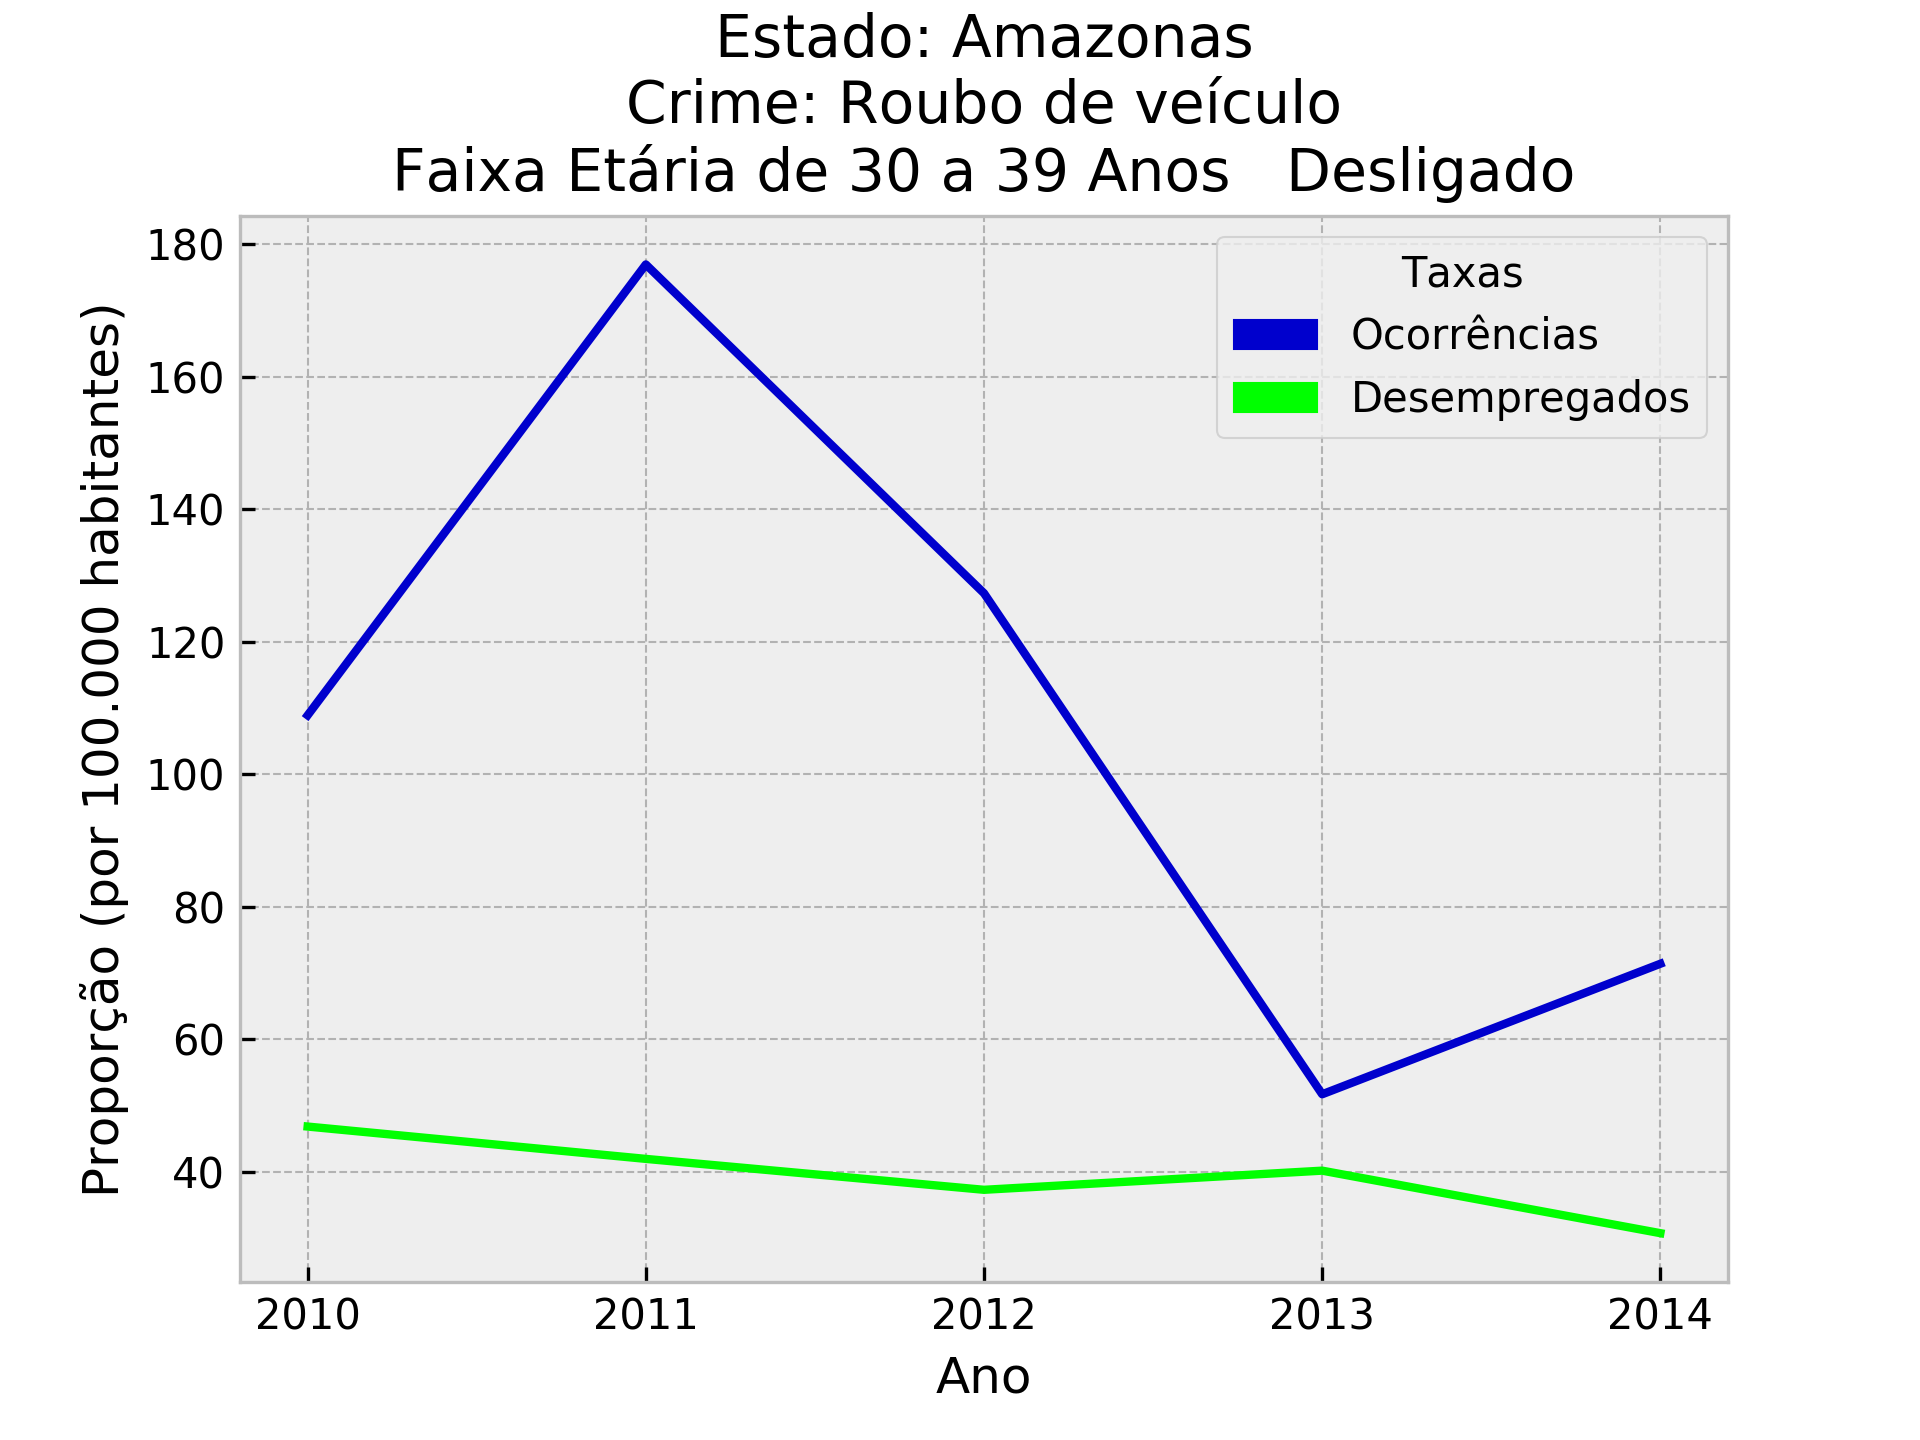 Estado: Amazonas
Crime: Roubo de veículo
Faixa Etária de 30 a 39 Anos   Desligado
Proporção (por 100.000 habitantes)
180
160
140
120
100
80
60
40
Taxas
Ocorrências
Desempregados
2010 2011 2012 2013 2014
Ano